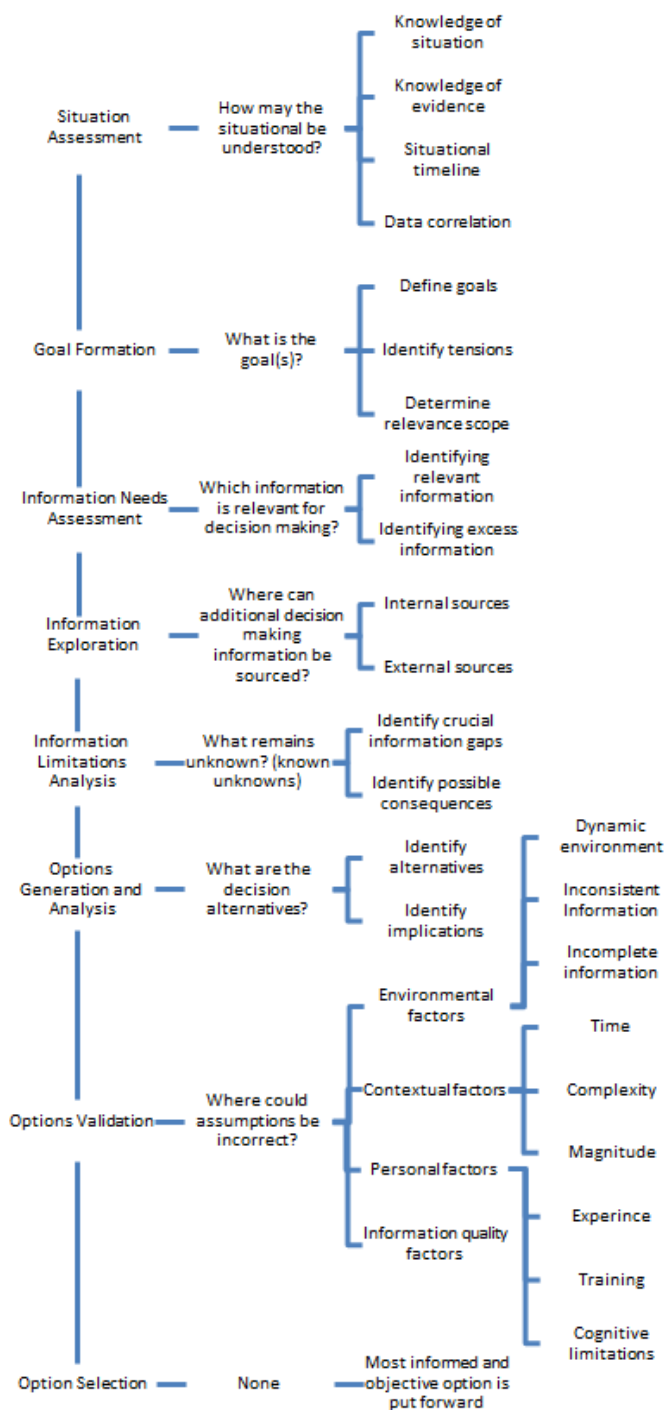 Situation
Assessment
How may the
situational be
understood?
Knowledge of
situation
Knowledge of
evidence
Situational
timeline
Data correlation
Goal Formation
What is the
goal(s)?
Define goals
Identify tensions
Determine
relevance scope
Information Needs
Assessment
Which information
is relevant for
decision making?
Identifying
relevant
information
Identifying excess
information
Information
Exploration
Where can
additional decision
making
information be
sourced?
Internal sources
External sources
Information
Limitations
Analysis
What remains
unknown? (known
unknowns)
Identify crucial
information gaps
Identify possible
consequences
Options
Generation and
Analysis
What are the
decision
alternatives?
Identify
alternatives
Identify
implications
Options Validation
Where could
assumptions be
incorrect?
Environmental
factors
Dynamic
environment
Inconsistent
Information
Incomplete
information
Contextual factors
Time
Complexity
Magnitude
Personal factors
Experince
Training
Cognitive
limitations
Information quality
factors
Option Selection
None
Most informed and
objective option is
put forward